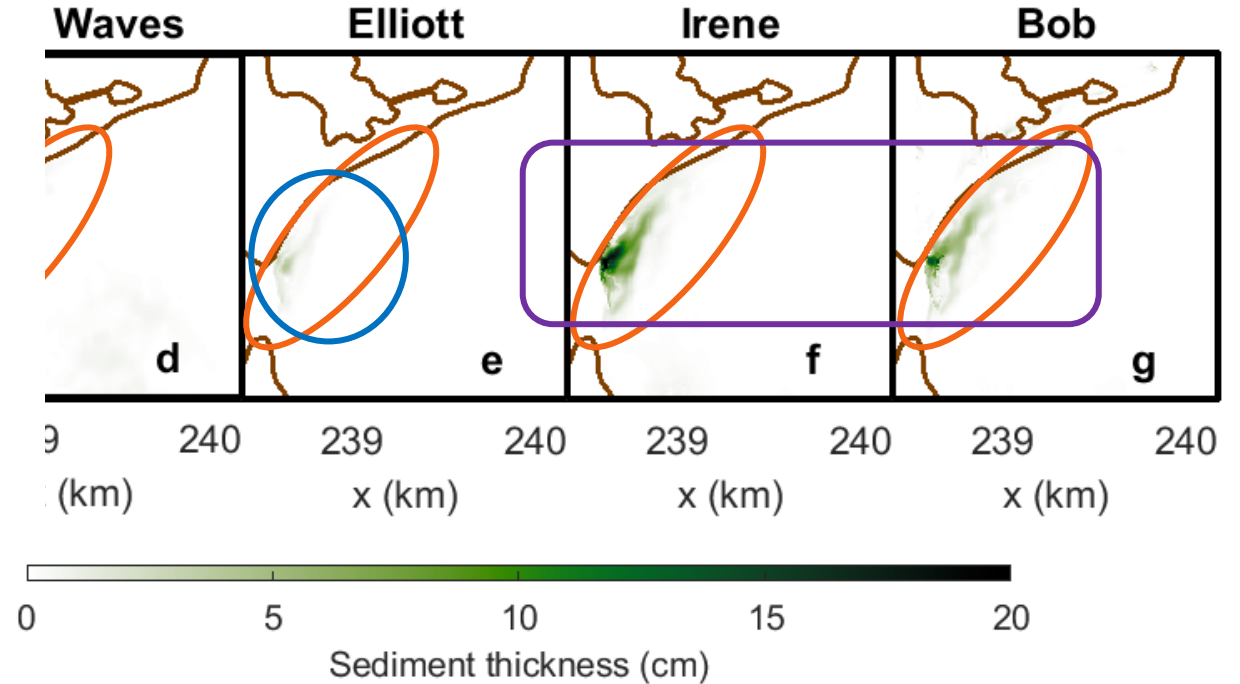 Waves Elliott Irene Bob
d e f g
9 240 239 240 239 240 239 240
(km) x (km) x (km) x (km)
0 5 10 15 20
Sediment thickness (cm)